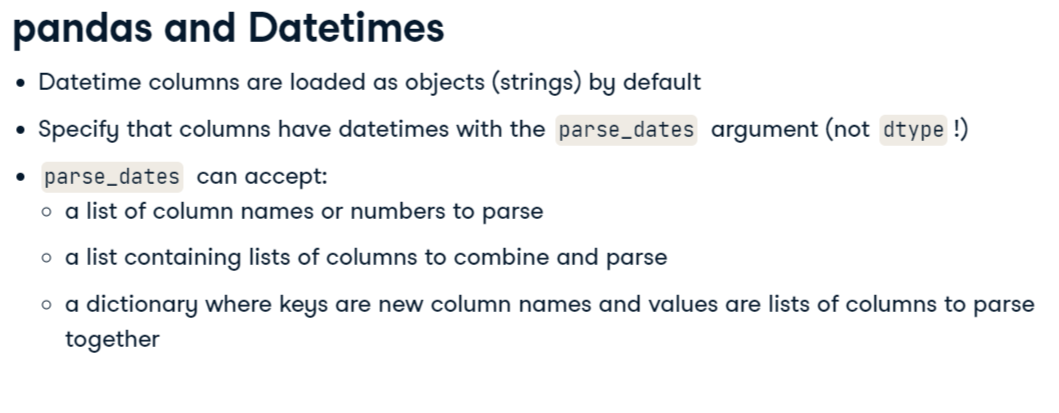 pandas and Datetimes
• Datetime columns are loaded as objects (strings) by default
• Specify that columns have datetimes with the parse_dates argument (not dtype !)
• parse_dates can accept:
○ a list of column names or numbers to parse
○ a list containing lists of columns to combine and parse
○ a dictionary where keys are new column names and values are lists of columns to parse
together